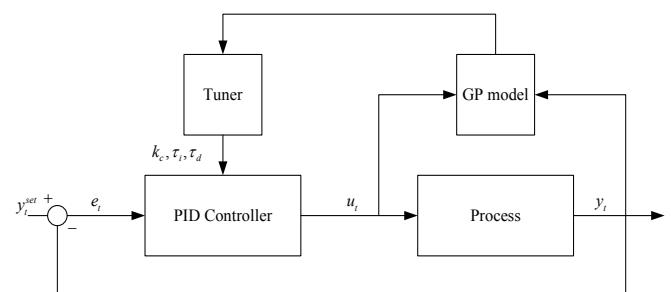 Tuner
GP model
k_c, τ_i, τ_d
y_t^{set} +
−
e_t
PID Controller
u_t
Process
y_t